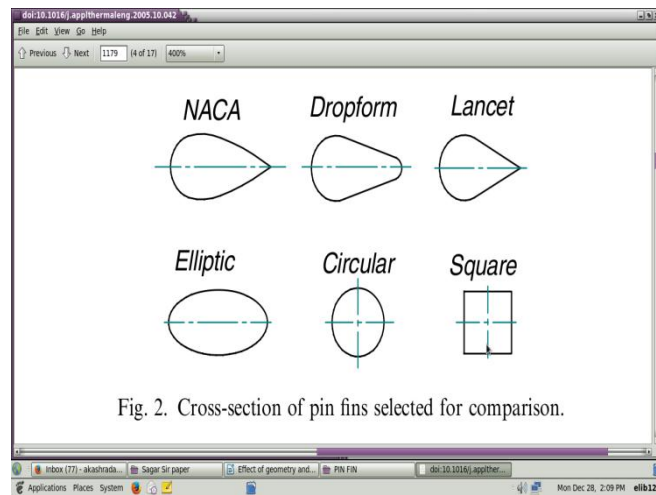 doi:10.1016/j.applthermaleng.2005.10.042
File Edit View Go Help
Previous Next 1179 (4 of 17) 400%
NACA Dropform Lancet
Elliptic Circular Square
Fig. 2. Cross-section of pin fins selected for comparison.
Inbox (77) - akashrada... Sagar Sir paper Effect of geometry and... PIN FIN doi:10.1016/j.applther...
Applications Places System Mon Dec 28, 2:09 PM elib12